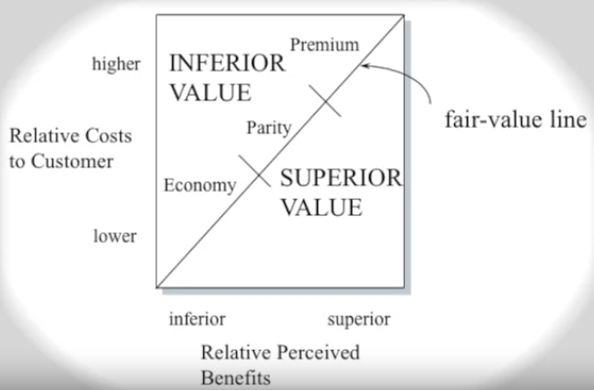 Premium
higher
INFERIOR
VALUE
fair-value line
Parity
Relative Costs
to Customer
Economy
SUPERIOR
VALUE
lower
inferior
superior
Relative Perceived
Benefits